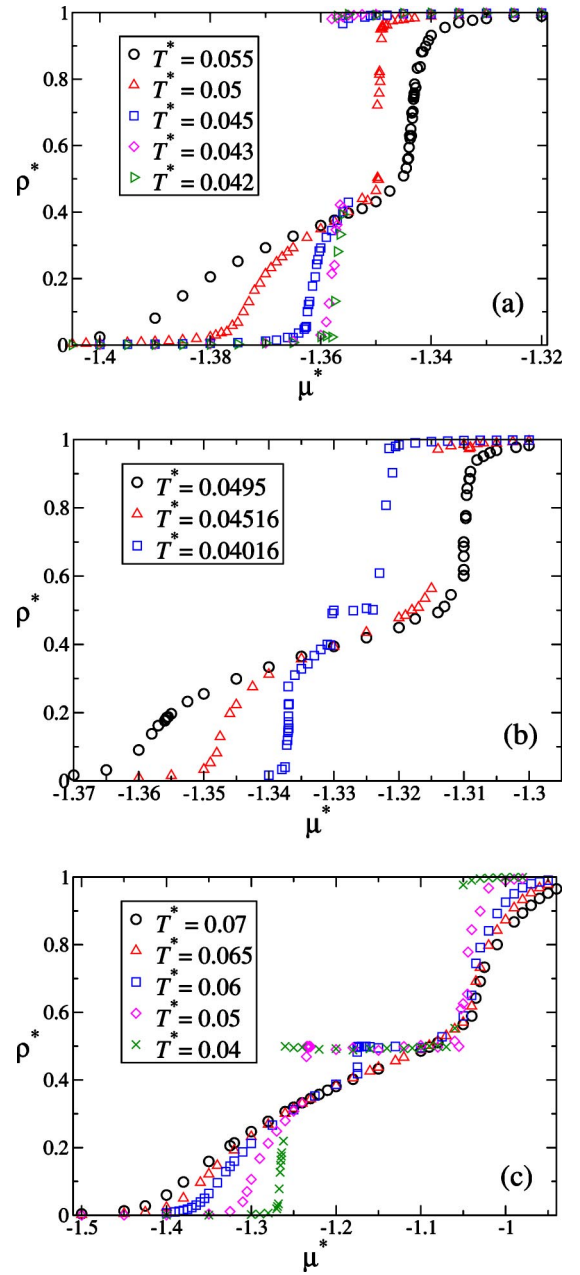 1
0.8
0.6
ρ*
0.4
0.2
0
T* = 0.055
T* = 0.05
T* = 0.045
T* = 0.043
T* = 0.042
(a)
-1.4 -1.38 -1.36 -1.34 -1.32
μ*
1
0.8
0.6
ρ*
0.4
0.2
0
T* = 0.0495
T* = 0.04516
T* = 0.04016
(b)
-1.37 -1.36 -1.35 -1.34 -1.33 -1.32 -1.31 -1.3
μ*
1
0.8
0.6
ρ*
0.4
0.2
0
T* = 0.07
T* = 0.065
T* = 0.06
T* = 0.05
T* = 0.04
(c)
-1.5 -1.4 -1.3 -1.2 -1.1 -1
μ*